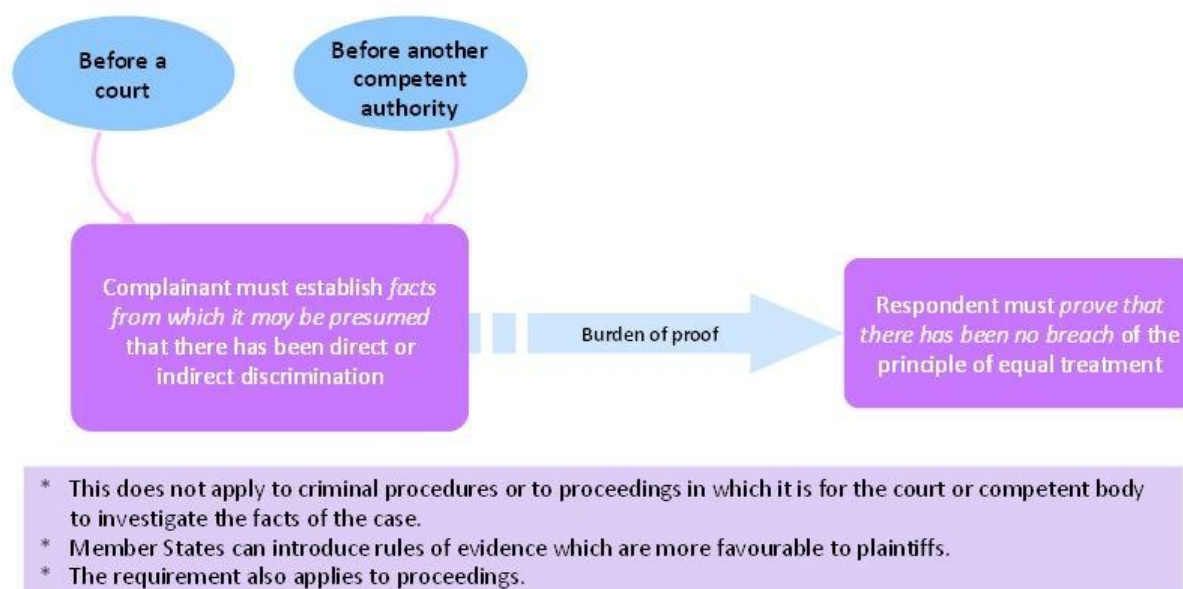 Before a
court
Before another
competent
authority
Complainant must establish facts
from which it may be presumed
that there has been direct or
indirect discrimination
Burden of proof
Respondent must prove that
there has been no breach of the
principle of equal treatment
* This does not apply to criminal procedures or to proceedings in which it is for the court or competent body
to investigate the facts of the case.
* Member States can introduce rules of evidence which are more favourable to plaintiffs.
* The requirement also applies to proceedings.